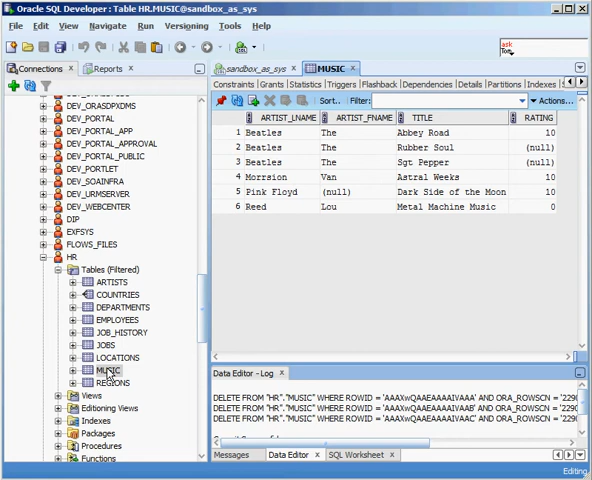 Oracle SQL Developer: Table HR.MUSIC@sandbox_as_sys
File Edit View Navigate Run Versioning Tools Help
ask
Tom
Connections Reports sandbox_as_sys MUSIC
Constraints Grants Statistics Triggers Flashback Dependencies Details Partitions Indexes
Sort.. Filter: Actions...
ARTIST_LNAME ARTIST_FNAME TITLE RATING
1 Beatles The Abbey Road 10
2 Beatles The Rubber Soul (null)
3 Beatles The Sgt Pepper (null)
4 Morrsion Van Astral Weeks 10
5 Pink Floyd (null) Dark Side of the Moon 10
6 Reed Lou Metal Machine Music 0
DEV_ORASDPXDMS
DEV_PORTAL
DEV_PORTAL_APP
DEV_PORTAL_APPROVAL
DEV_PORTAL_PUBLIC
DEV_PORTLET
DEV_SOAINFRA
DEV_URMSERVER
DEV_WEBCENTER
DIP
EXFSYS
FLOWS_FILES
HR
Tables (Filtered)
ARTISTS
COUNTRIES
DEPARTMENTS
EMPLOYEES
JOB_HISTORY
JOBS
LOCATIONS
MUSIC
REGIONS
Views
Editioning Views
Indexes
Packages
Procedures
Functions
Data Editor - Log
DELETE FROM "HR"."MUSIC" WHERE ROWID = 'AAAXwQAAEAAAAIVAAA' AND ORA_ROWSCN = '229
DELETE FROM "HR"."MUSIC" WHERE ROWID = 'AAAXwQAAEAAAAIVAAB' AND ORA_ROWSCN = '229
DELETE FROM "HR"."MUSIC" WHERE ROWID = 'AAAXwQAAEAAAAIVAAC' AND ORA_ROWSCN = '229
Messages Data Editor SQL Worksheet
Editing